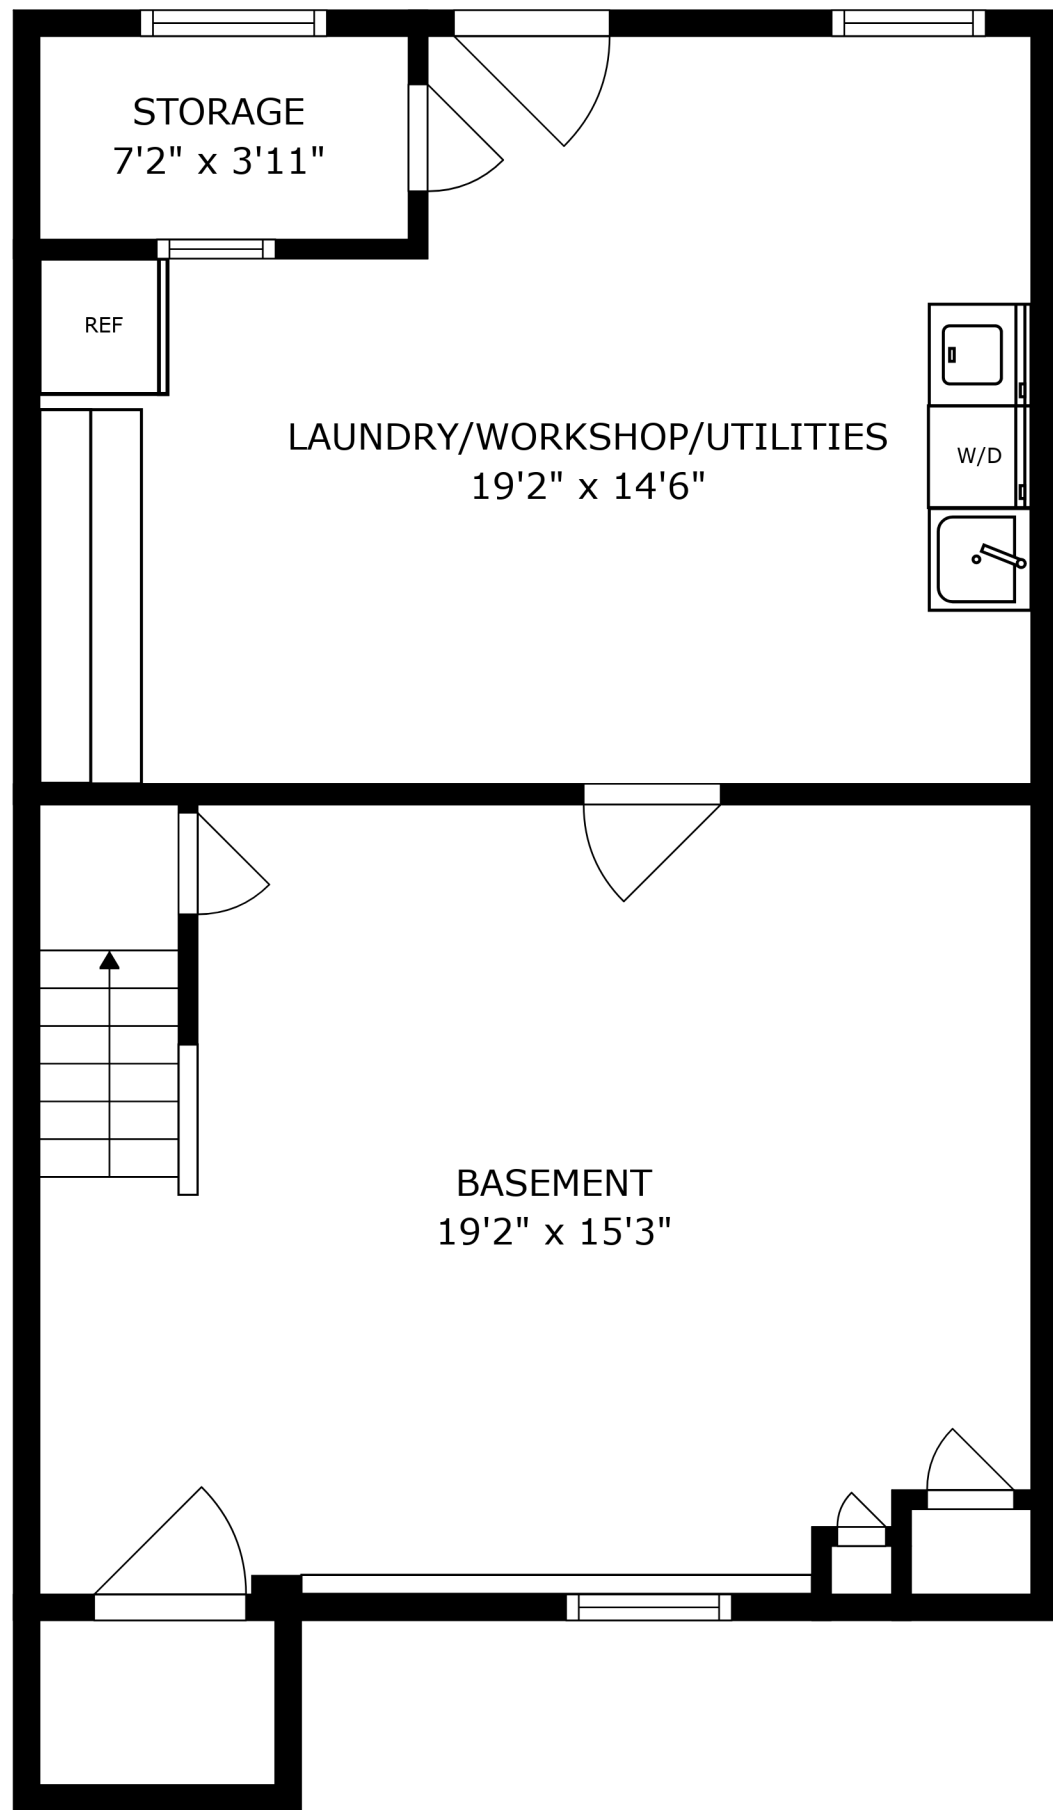 STORAGE
7'2" x 3'11"
REF
LAUNDRY/WORKSHOP/UTILITIES
19'2" x 14'6"
W/D
BASEMENT
19'2" x 15'3"